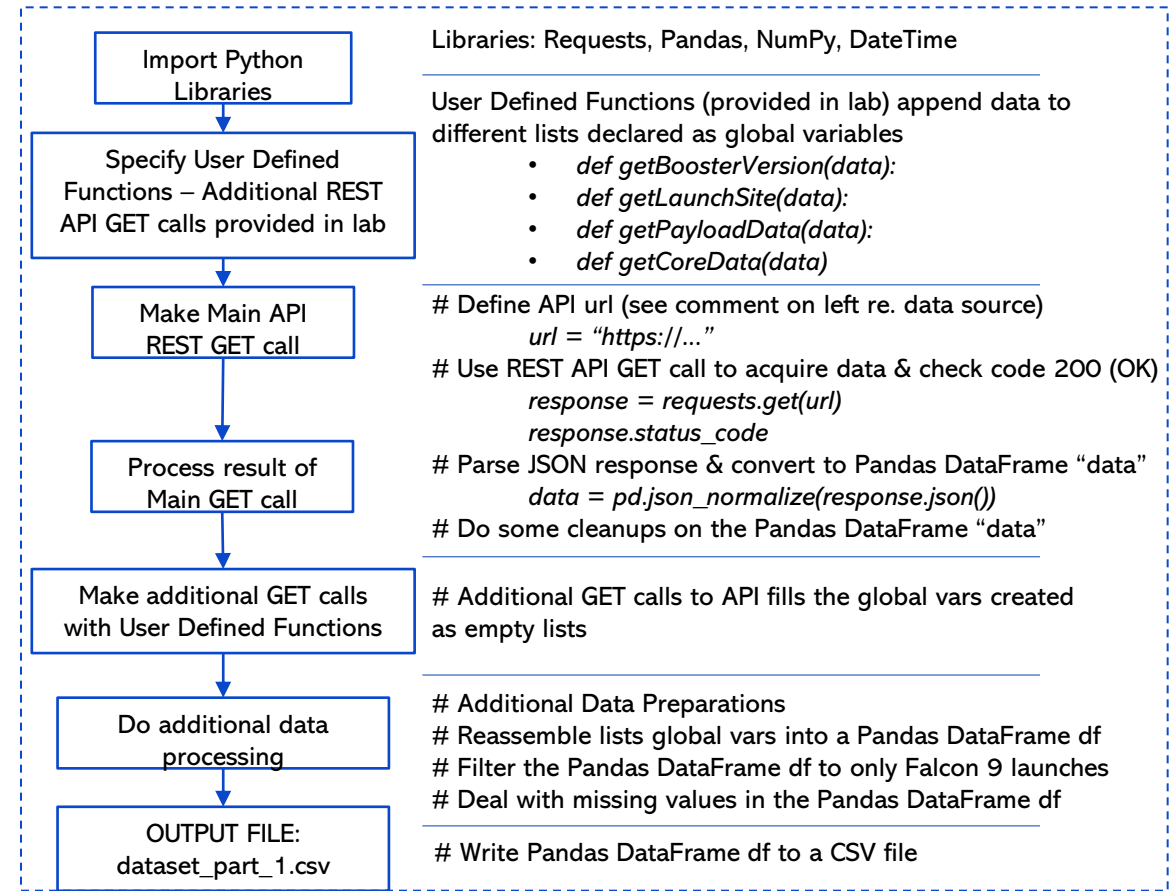 Import Python
Libraries
Libraries: Requests, Pandas, NumPy, DateTime
Specify User Defined
Functions – Additional REST
API GET calls provided in lab
User Defined Functions (provided in lab) append data to
different lists declared as global variables
• def getBoosterVersion(data):
• def getLaunchSite(data):
• def getPayloadData(data):
• def getCoreData(data)
Make Main API
REST GET call
# Define API url (see comment on left re. data source)
url = “https://...”
# Use REST API GET call to acquire data & check code 200 (OK)
response = requests.get(url)
response.status_code
Process result of
Main GET call
# Parse JSON response & convert to Pandas DataFrame “data”
data = pd.json_normalize(response.json())
# Do some cleanups on the Pandas DataFrame “data”
Make additional GET calls
with User Defined Functions
# Additional GET calls to API fills the global vars created
as empty lists
Do additional data
processing
# Additional Data Preparations
# Reassemble lists global vars into a Pandas DataFrame df
# Filter the Pandas DataFrame df to only Falcon 9 launches
# Deal with missing values in the Pandas DataFrame df
OUTPUT FILE:
dataset_part_1.csv
# Write Pandas DataFrame df to a CSV file